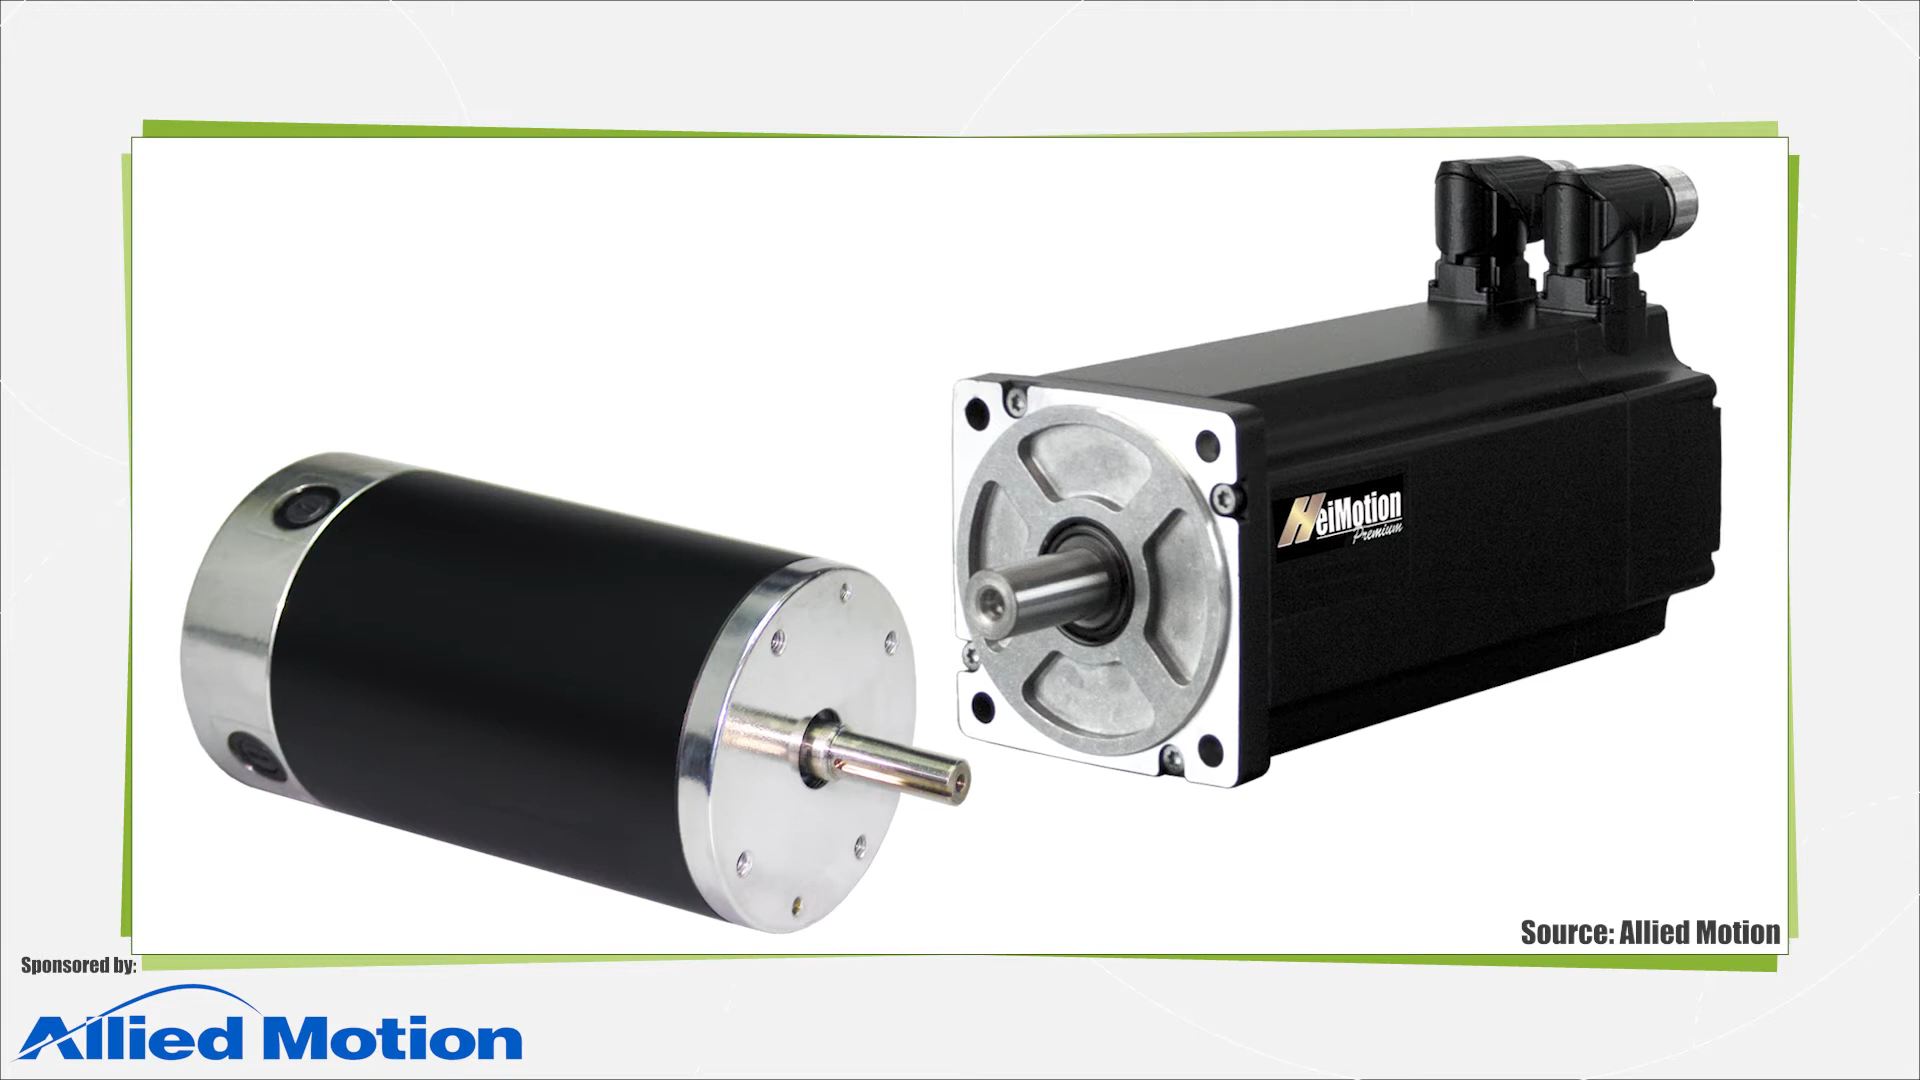 HeiMotion
Premium
Source: Allied Motion
Sponsored by:
Allied Motion